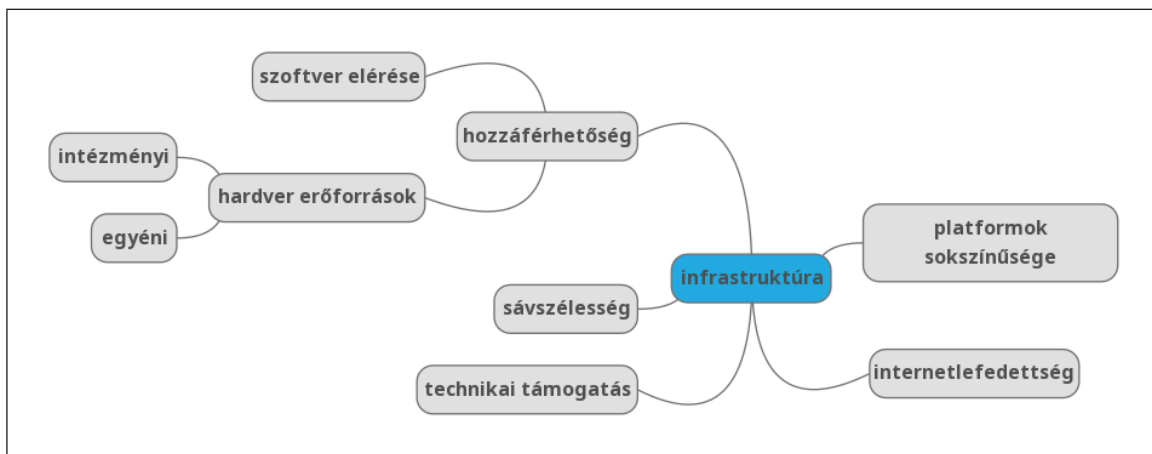 szoftver elérése
hozzáférhetőség
intézményi
hardver erőforrások
egyéni
platformok
sokszínűsége
infrastruktúra
sávszélesség
internetlefedettség
technikai támogatás